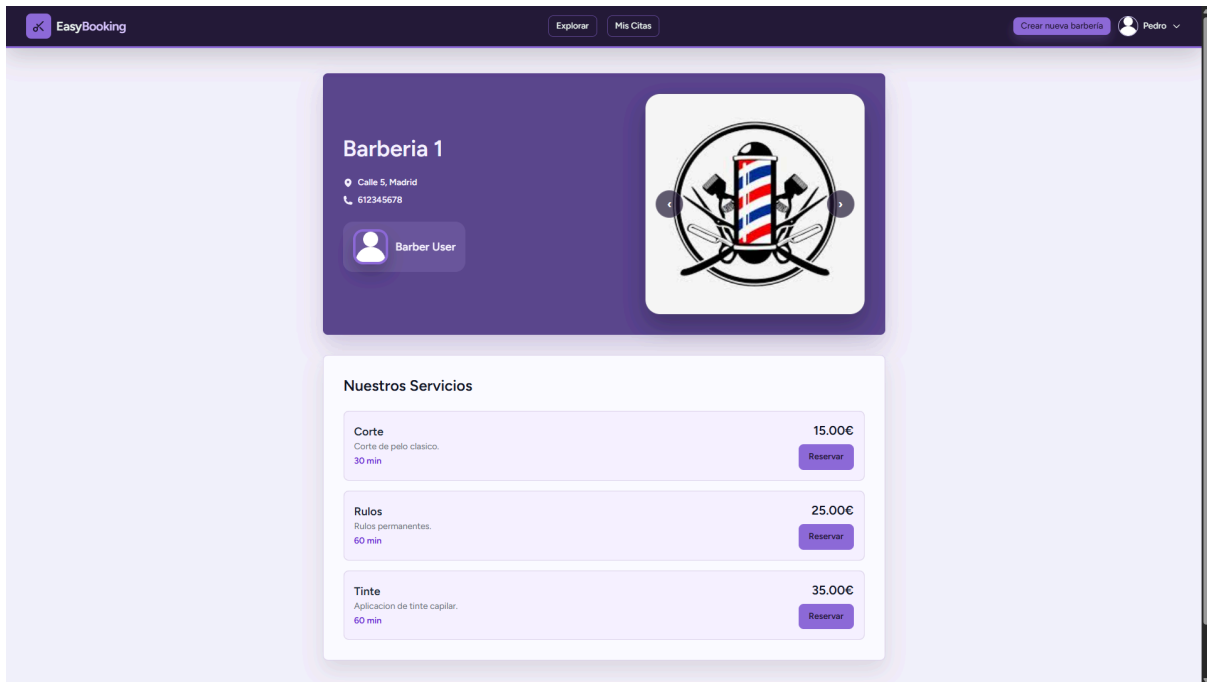 EasyBooking
Explorar
Mis Citas
Crear nueva barbería
Pedro
Barberia 1
Calle 5, Madrid
612345678
Barber User
Nuestros Servicios
Corte
15.00€
Corte de pelo clasico.
30 min
Reservar
Rulos
25.00€
Rulos permanentes.
60 min
Reservar
Tinte
35.00€
Aplicacion de tinte capilar.
60 min
Reservar